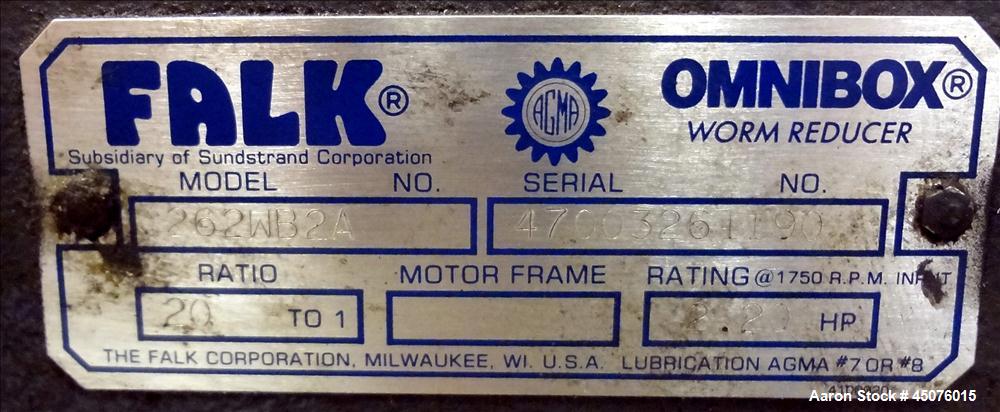 FALK®
AGMA
OMNIBOX®
WORM REDUCER
Subsidiary of Sundstrand Corporation
MODEL NO. SERIAL NO.
262WB2A
RATIO MOTOR FRAME RATING @ 1750 R.P.M. INPUT
20 TO 1 HP
THE FALK CORPORATION, MILWAUKEE, WI. U.S.A. LUBRICATION AGMA #7 OR #8
Aaron Stock # 45076015